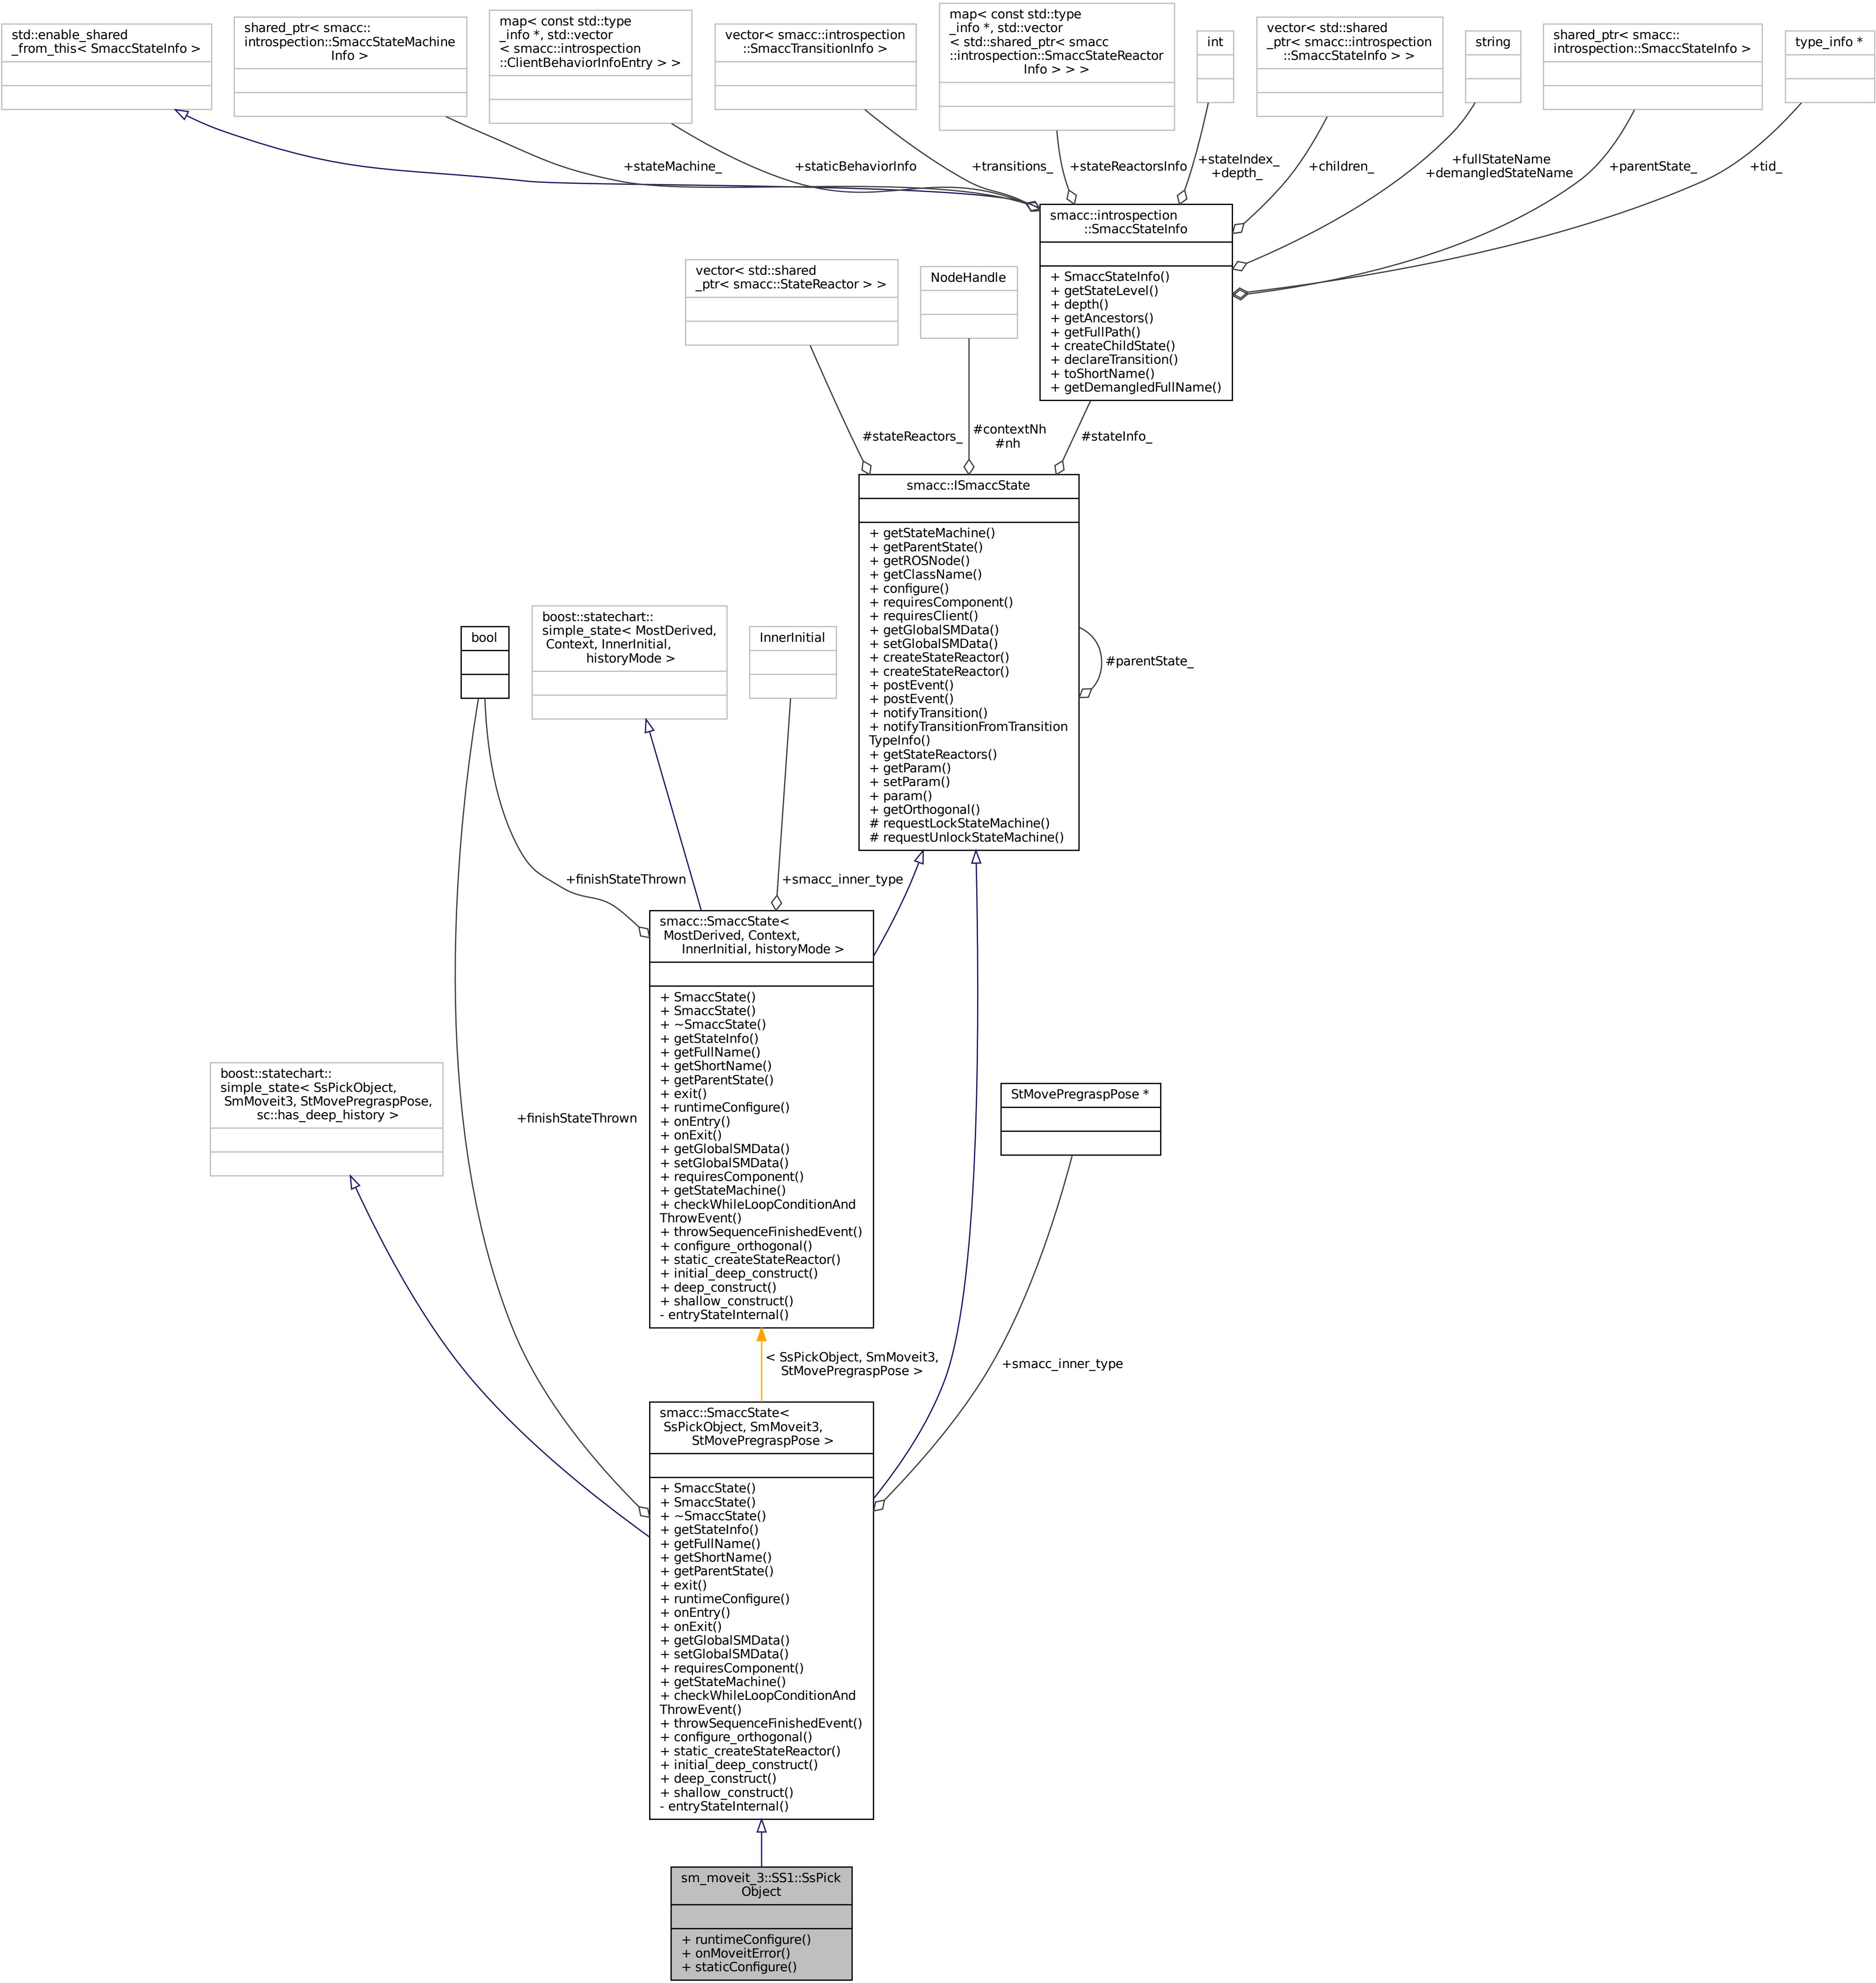 std::enable_shared
_from_this< SmaccStateInfo >
shared_ptr< smacc::
introspection::SmaccStateMachine
Info >
map< const std::type
_info *, std::vector
< smacc::introspection
::ClientBehaviorInfoEntry > >
vector< smacc::introspection
::SmaccTransitionInfo >
map< const std::type
_info *, std::vector
< std::shared_ptr< smacc
::introspection::SmaccStateReactor
Info > > >
int
vector< std::shared
_ptr< smacc::introspection
::SmaccStateInfo > >
string
shared_ptr< smacc::
introspection::SmaccStateInfo >
type_info *
+stateMachine_
+staticBehaviorInfo
+transitions_
+stateReactorsInfo
+stateIndex_
+depth_
+children_
+fullStateName
+demangledStateName
+parentState_
+tid_
smacc::introspection
::SmaccStateInfo
+ SmaccStateInfo()
+ getStateLevel()
+ depth()
+ getAncestors()
+ getFullPath()
+ createChildState()
+ declareTransition()
+ toShortName()
+ getDemangledFullName()
vector< std::shared
_ptr< smacc::StateReactor > >
NodeHandle
#stateReactors_
#contextNh
#nh
#stateInfo_
smacc::ISmaccState
+ getStateMachine()
+ getParentState()
+ getROSNode()
+ getClassName()
+ configure()
+ requiresComponent()
+ requiresClient()
+ getGlobalSMData()
+ setGlobalSMData()
+ createStateReactor()
+ createStateReactor()
+ postEvent()
+ postEvent()
+ notifyTransition()
+ notifyTransitionFromTransition
TypeInfo()
+ getStateReactors()
+ getParam()
+ setParam()
+ param()
+ getOrthogonal()
# requestLockStateMachine()
# requestUnlockStateMachine()
#parentState_
bool
boost::statechart::
simple_state< MostDerived,
Context, InnerInitial,
historyMode >
InnerInitial
+finishStateThrown
+smacc_inner_type
smacc::SmaccState<
MostDerived, Context,
InnerInitial, historyMode >
+ SmaccState()
+ SmaccState()
+ ~SmaccState()
+ getStateInfo()
+ getFullName()
+ getShortName()
+ getParentState()
+ exit()
+ runtimeConfigure()
+ onEntry()
+ onExit()
+ getGlobalSMData()
+ setGlobalSMData()
+ requiresComponent()
+ getStateMachine()
+ checkWhileLoopConditionAnd
ThrowEvent()
+ throwSequenceFinishedEvent()
+ configure_orthogonal()
+ static_createStateReactor()
+ initial_deep_construct()
+ deep_construct()
+ shallow_construct()
- entryStateInternal()
boost::statechart::
simple_state< SsPickObject,
SmMoveit3, StMovePregraspPose,
sc::has_deep_history >
+finishStateThrown
StMovePregraspPose *
< SsPickObject, SmMoveit3,
StMovePregraspPose >
+smacc_inner_type
smacc::SmaccState<
SsPickObject, SmMoveit3,
StMovePregraspPose >
+ SmaccState()
+ SmaccState()
+ ~SmaccState()
+ getStateInfo()
+ getFullName()
+ getShortName()
+ getParentState()
+ exit()
+ runtimeConfigure()
+ onEntry()
+ onExit()
+ getGlobalSMData()
+ setGlobalSMData()
+ requiresComponent()
+ getStateMachine()
+ checkWhileLoopConditionAnd
ThrowEvent()
+ throwSequenceFinishedEvent()
+ configure_orthogonal()
+ static_createStateReactor()
+ initial_deep_construct()
+ deep_construct()
+ shallow_construct()
- entryStateInternal()
sm_moveit_3::SS1::SsPick
Object
+ runtimeConfigure()
+ onMoveitError()
+ staticConfigure()